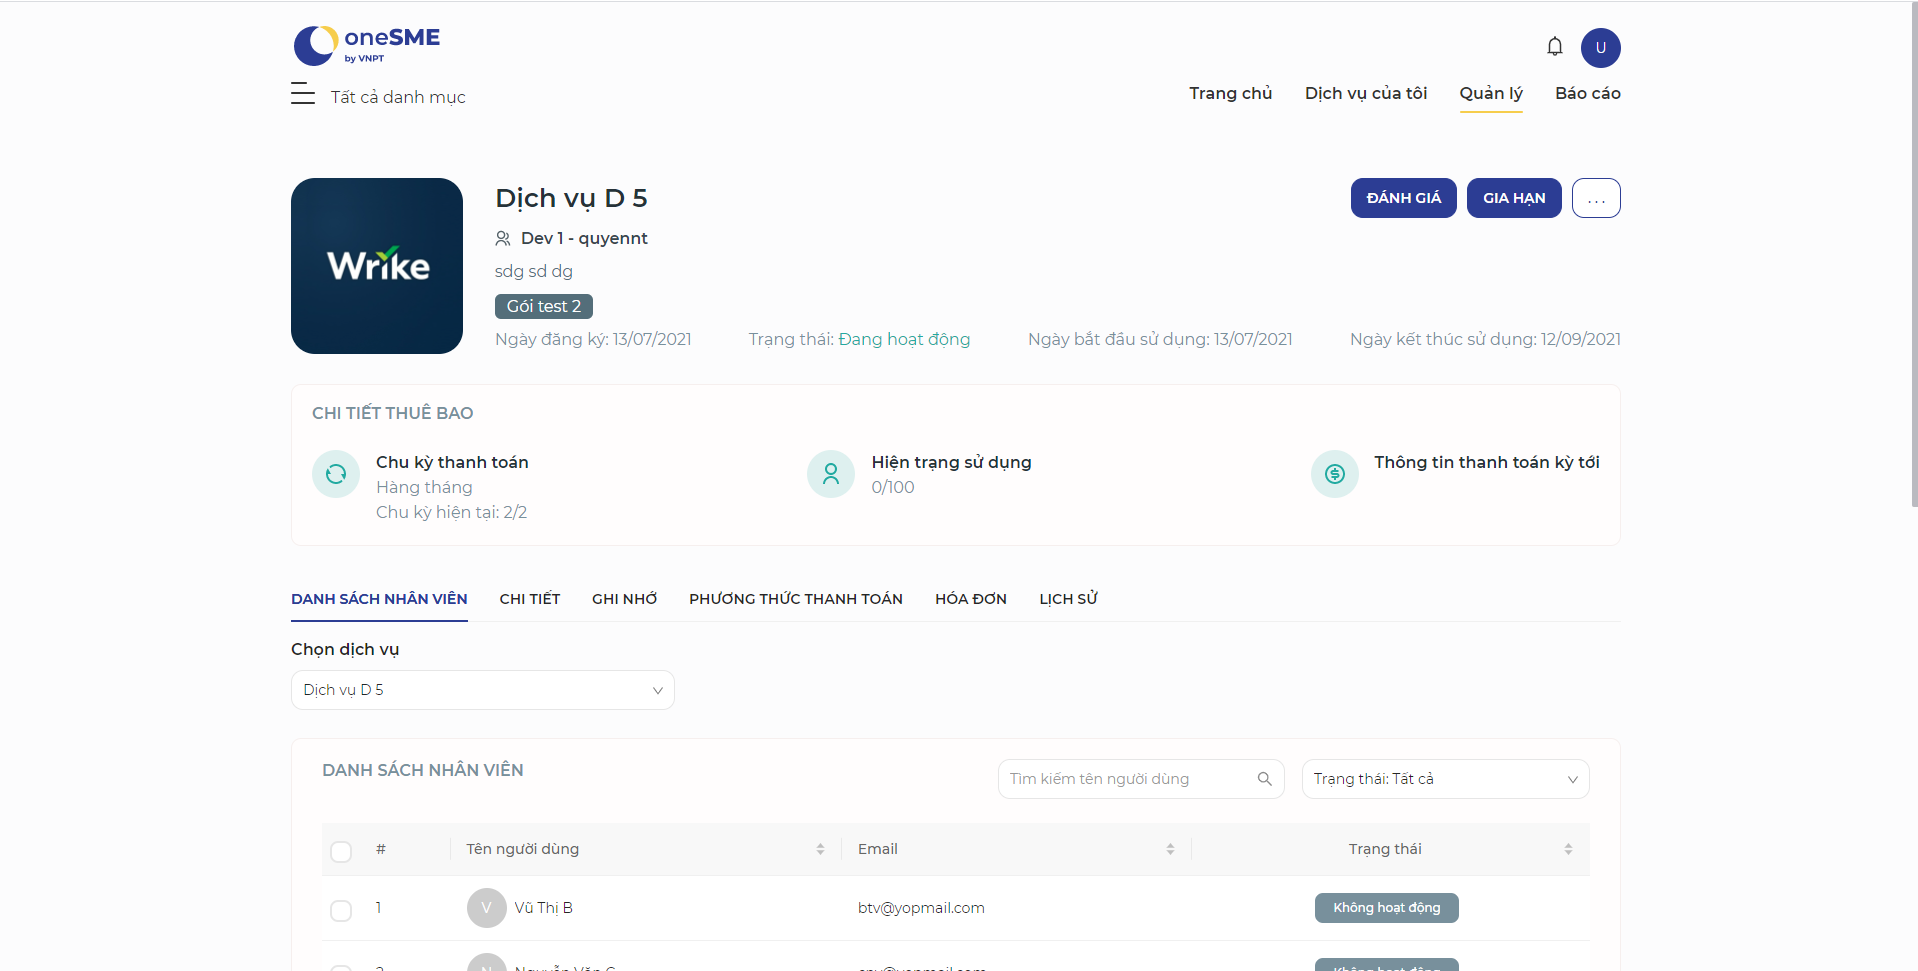 oneSME
by VNPT
U
Tất cả danh mục
Trang chủ
Dịch vụ của tôi
Quản lý
Báo cáo
Wrike
Dịch vụ D 5
ĐÁNH GIÁ
GIA HẠN
...
Dev 1 - quyennt
sdg sd dg
Gói test 2
Ngày đăng ký: 13/07/2021
Trạng thái: Đang hoạt động
Ngày bắt đầu sử dụng: 13/07/2021
Ngày kết thúc sử dụng: 12/09/2021
CHI TIẾT THUÊ BAO
Chu kỳ thanh toán
Hàng tháng
Chu kỳ hiện tại: 2/2
Hiện trạng sử dụng
0/100
Thông tin thanh toán kỳ tới
DANH SÁCH NHÂN VIÊN
CHI TIẾT
GHI NHỚ
PHƯƠNG THỨC THANH TOÁN
HÓA ĐƠN
LỊCH SỬ
Chọn dịch vụ
Dịch vụ D 5
DANH SÁCH NHÂN VIÊN
Tìm kiếm tên người dùng
Trạng thái: Tất cả
#
Tên người dùng
Email
Trạng thái
1
V
Vũ Thị B
btv@yopmail.com
Không hoạt động
2
N
Nguyễn Văn C
Không hoạt động